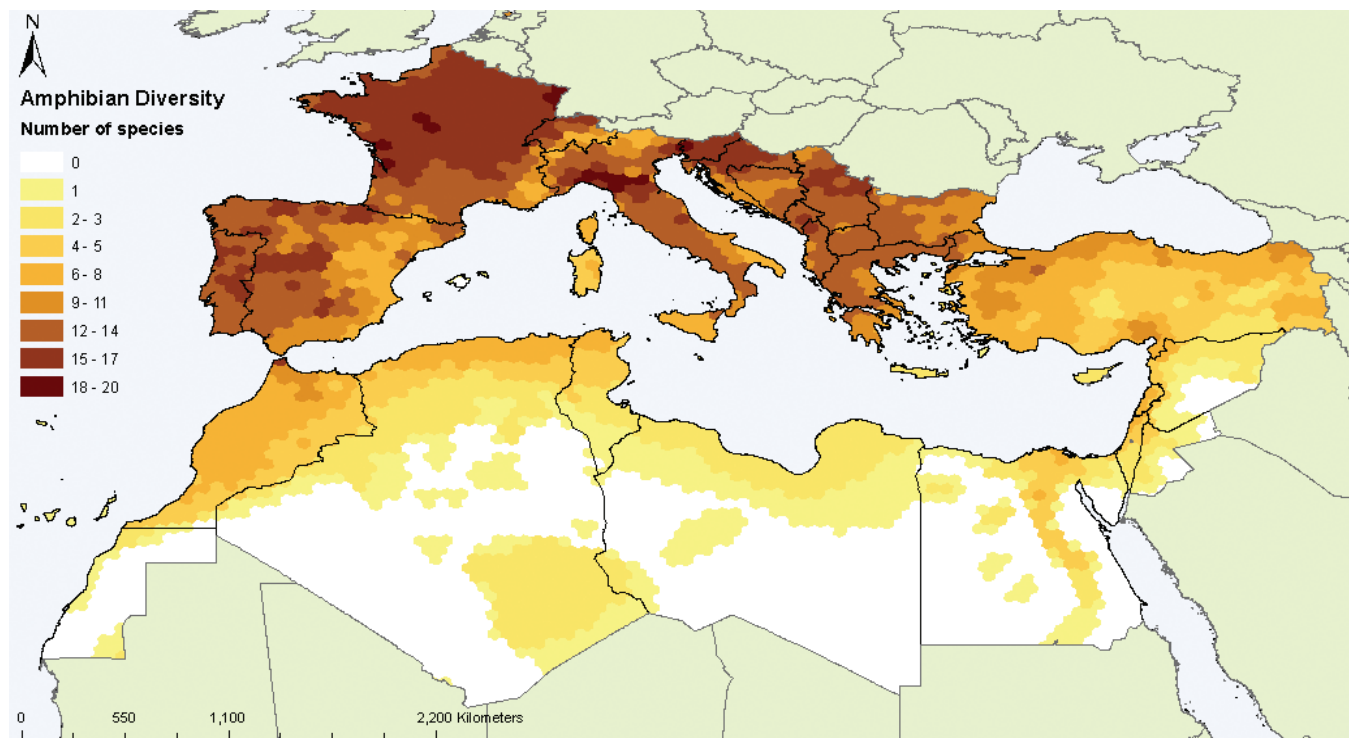 N
Amphibian Diversity
Number of species
0
1
2 - 3
4 - 5
6 - 8
9 - 11
12 - 14
15 - 17
18 - 20
0 550 1,100 2,200 Kilometers